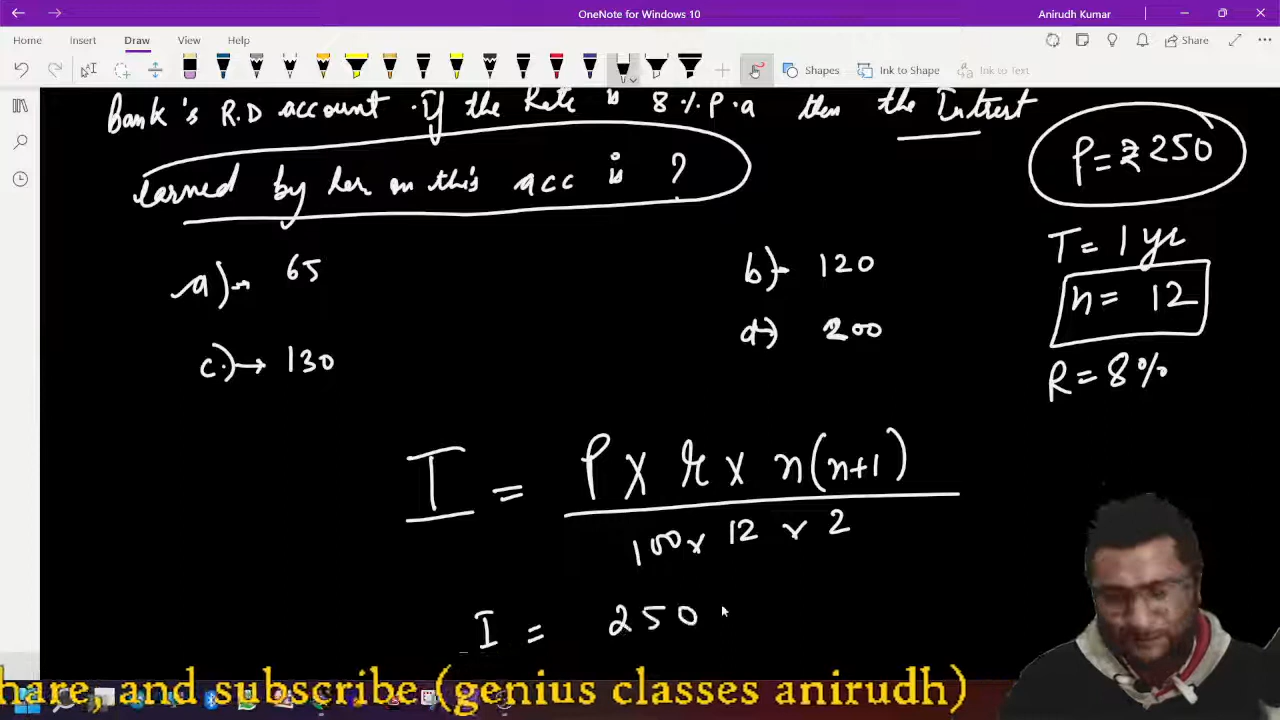 OneNote for Windows 10
Anirudh Kumar
Home Insert Draw View Help
Shapes Ink to Shape Ink to Text Share
Bank's R.D account . If the Rate is 8 %. P.a then the Intrest
earned by her on this acc is ?
P = ₹ 250
T = 1 yr
n = 12
R = 8%
a) → 65
b) - 120
c.) → 130
d) 200
I = P x r x n(n+1)
100 x 12 x 2
I = 250
hare, and subscribe (genius classes anirudh)